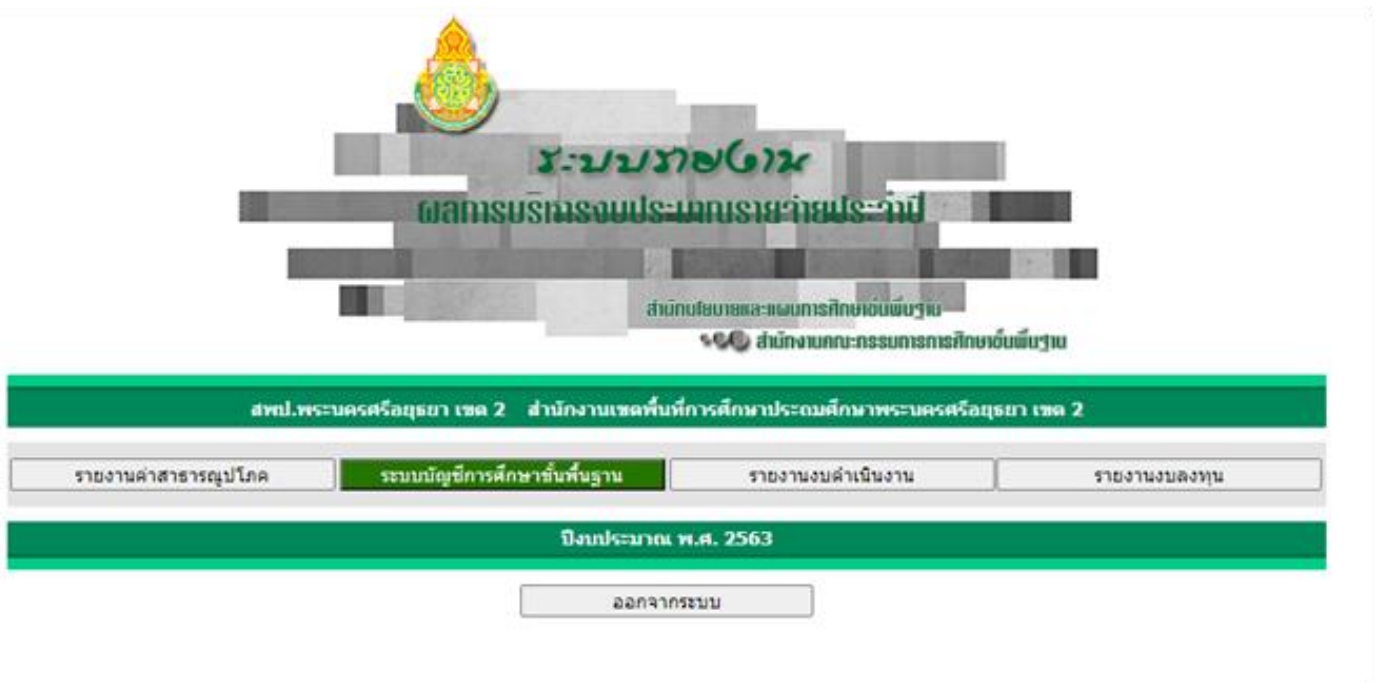 ระบบรายงาน
ผลการบริหารงบประมาณรายจ่ายประจำปี
สำนักนโยบายและแผนการศึกษาขั้นพื้นฐาน
สำนักงานคณะกรรมการการศึกษาขั้นพื้นฐาน
สพป.พระนครศรีอยุธยา เขต 2 สำนักงานเขตพื้นที่การศึกษาประถมศึกษาพระนครศรีอยุธยา เขต 2
รายงานค่าสาธารณูปโภค ระบบบัญชีการศึกษาขั้นพื้นฐาน รายงานงบดำเนินงาน รายงานงบลงทุน
ปีงบประมาณ พ.ศ. 2563
ออกจากระบบ